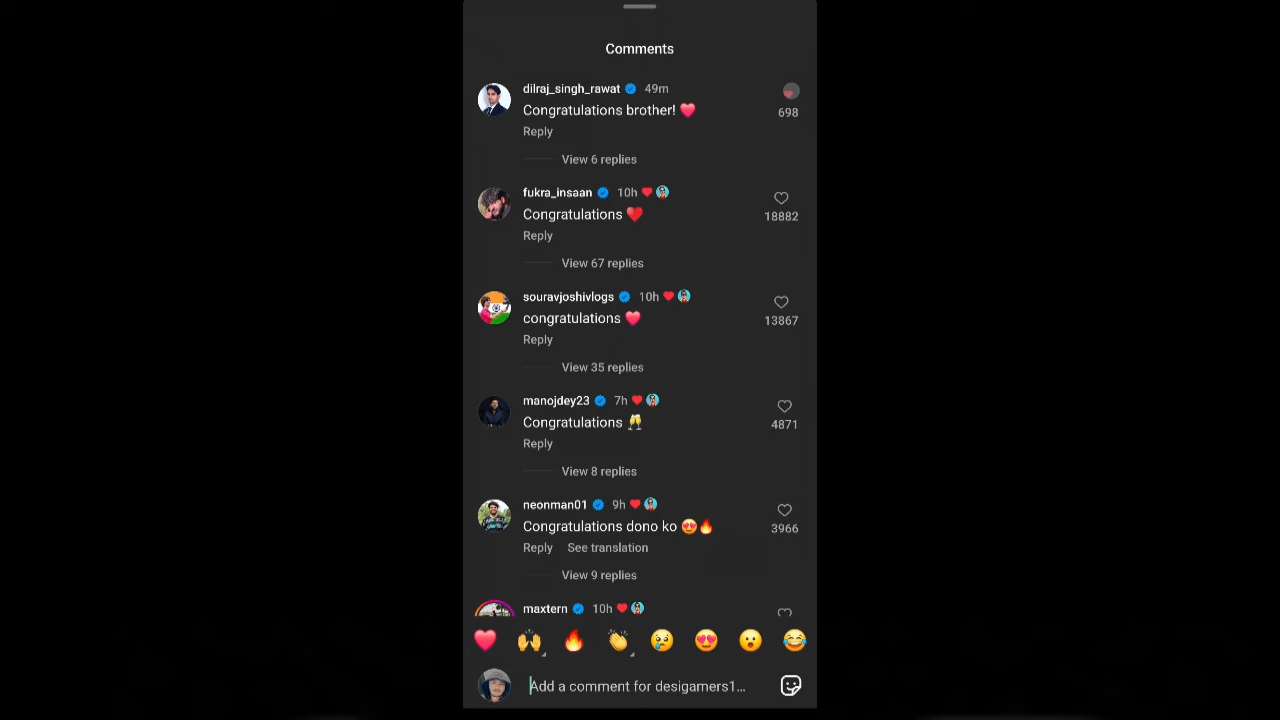 Comments
dilraj_singh_rawat 49m
Congratulations brother! ❤️
698
Reply
View 6 replies
fukra_insaan 10h
Congratulations ❤️
18882
Reply
View 67 replies
souravjoshivlogs 10h
congratulations ❤️
13867
Reply
View 35 replies
manojdey23 7h
Congratulations 🥂
4871
Reply
View 8 replies
neonman01 9h
Congratulations dono ko 😍🔥
3966
Reply See translation
View 9 replies
maxtern 10h
Add a comment for desigamers1...